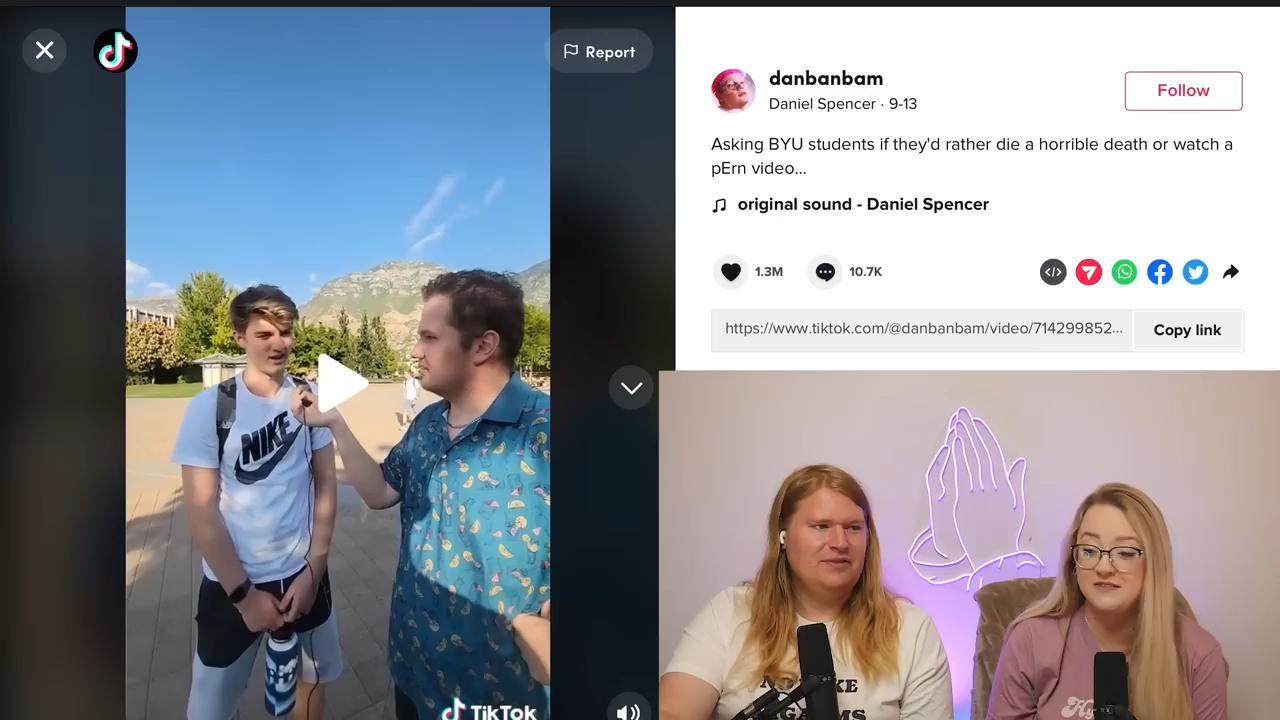 Report
NIKE
TikTok
danbanbam
Daniel Spencer · 9-13
Follow
Asking BYU students if they'd rather die a horrible death or watch a
pErn video...
original sound - Daniel Spencer
1.3M
10.7K
https://www.tiktok.com/@danbanbam/video/714299852...
Copy link